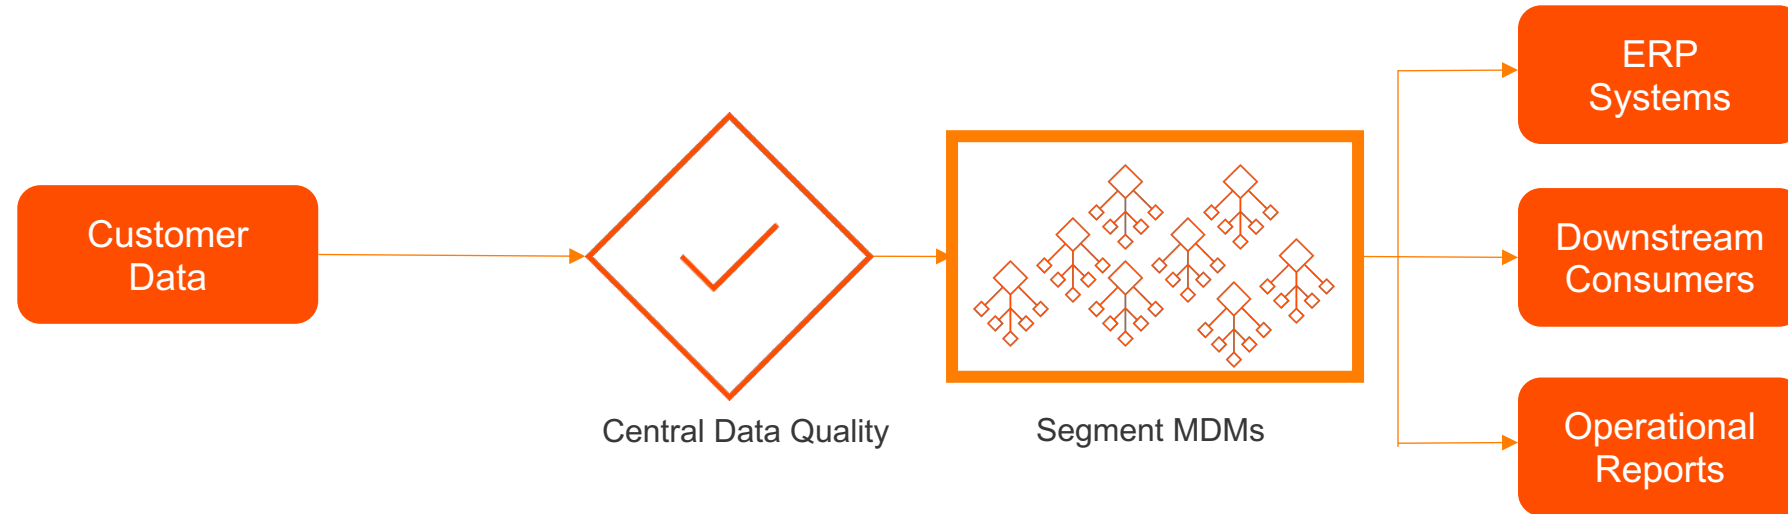 Customer
Data
Central Data Quality
Segment MDMs
ERP
Systems
Downstream
Consumers
Operational
Reports